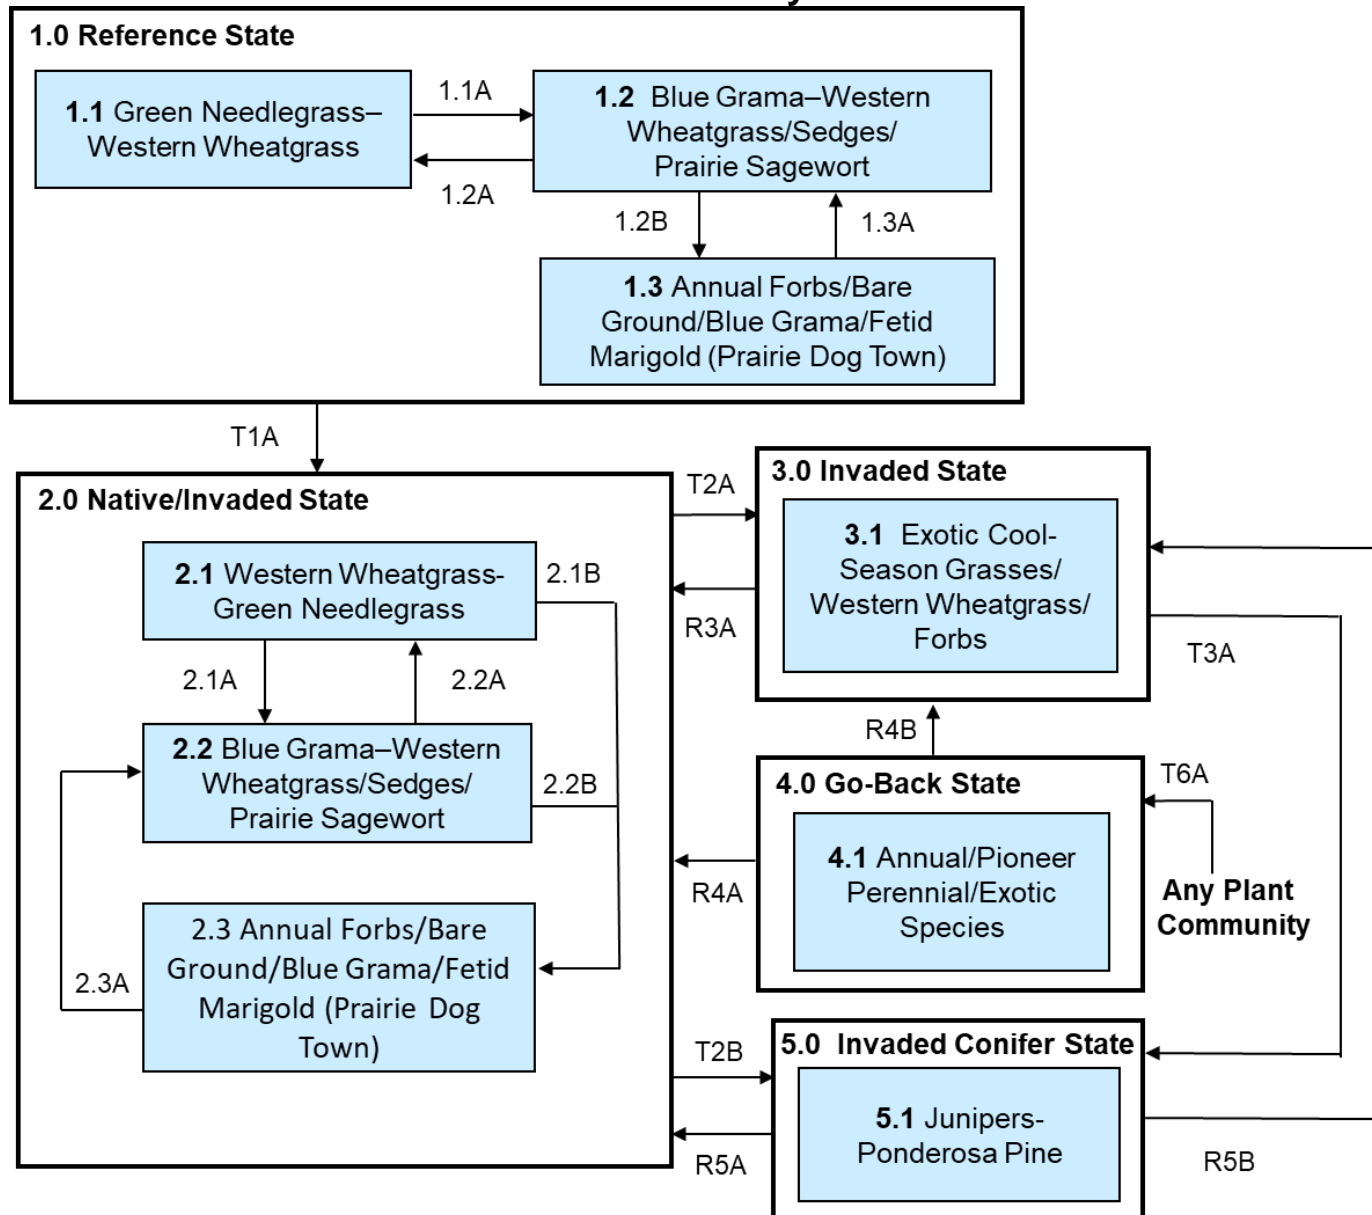 1.0 Reference State
1.1 Green Needlegrass–
Western Wheatgrass
1.1A
1.2A
1.2 Blue Grama–Western
Wheatgrass/Sedges/
Prairie Sagewort
1.2B
1.3A
1.3 Annual Forbs/Bare
Ground/Blue Grama/Fetid
Marigold (Prairie Dog Town)
T1A
2.0 Native/Invaded State
2.1 Western Wheatgrass-
Green Needlegrass
2.1B
2.1A
2.2A
2.2 Blue Grama–Western
Wheatgrass/Sedges/
Prairie Sagewort
2.2B
2.3 Annual Forbs/Bare
Ground/Blue Grama/Fetid
Marigold (Prairie Dog
Town)
2.3A
T2A
R3A
3.0 Invaded State
3.1 Exotic Cool-
Season Grasses/
Western Wheatgrass/
Forbs
T3A
R4B
4.0 Go-Back State
4.1 Annual/Pioneer
Perennial/Exotic
Species
R4A
T6A
Any Plant
Community
T2B
R5A
5.0 Invaded Conifer State
5.1 Junipers-
Ponderosa Pine
R5B